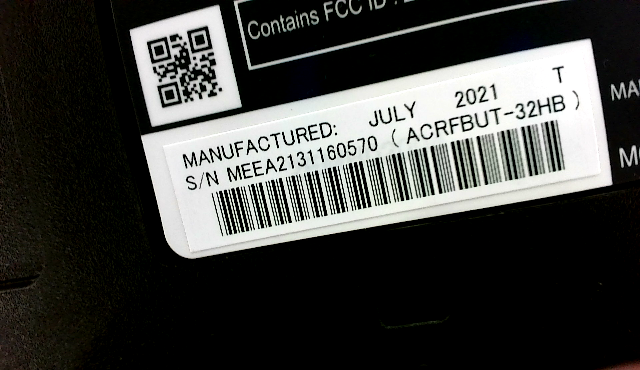 Contains FCC ID :
MANUFACTURED: JULY 2021 T
S/N MEEA2131160570 ( ACRFBUT-32HB )